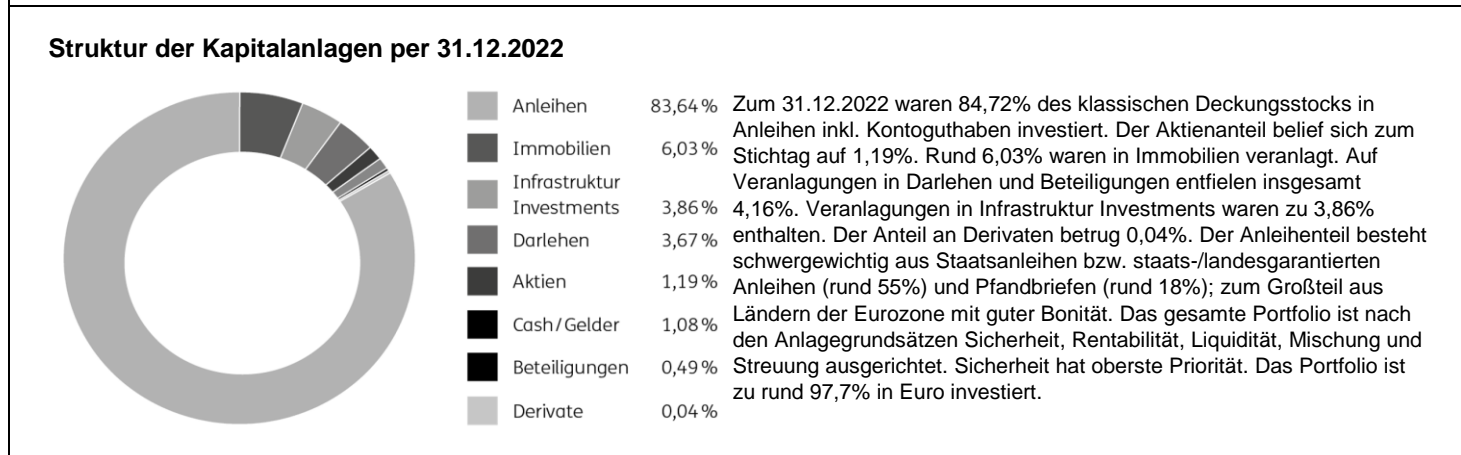 Struktur der Kapitalanlagen per 31.12.2022
Anleihen 83,64 %
Immobilien 6,03 %
Infrastruktur
Investments 3,86 %
Darlehen 3,67 %
Aktien 1,19 %
Cash / Gelder 1,08 %
Beteiligungen 0,49 %
Derivate 0,04 %
Zum 31.12.2022 waren 84,72% des klassischen Deckungsstocks in
Anleihen inkl. Kontoguthaben investiert. Der Aktienanteil belief sich zum
Stichtag auf 1,19%. Rund 6,03% waren in Immobilien veranlagt. Auf
Veranlagungen in Darlehen und Beteiligungen entfielen insgesamt
4,16%. Veranlagungen in Infrastruktur Investments waren zu 3,86%
enthalten. Der Anteil an Derivaten betrug 0,04%. Der Anleihenteil besteht
schwergewichtig aus Staatsanleihen bzw. staats-/landesgarantierten
Anleihen (rund 55%) und Pfandbriefen (rund 18%); zum Großteil aus
Ländern der Eurozone mit guter Bonität. Das gesamte Portfolio ist nach
den Anlagegrundsätzen Sicherheit, Rentabilität, Liquidität, Mischung und
Streuung ausgerichtet. Sicherheit hat oberste Priorität. Das Portfolio ist
zu rund 97,7% in Euro investiert.